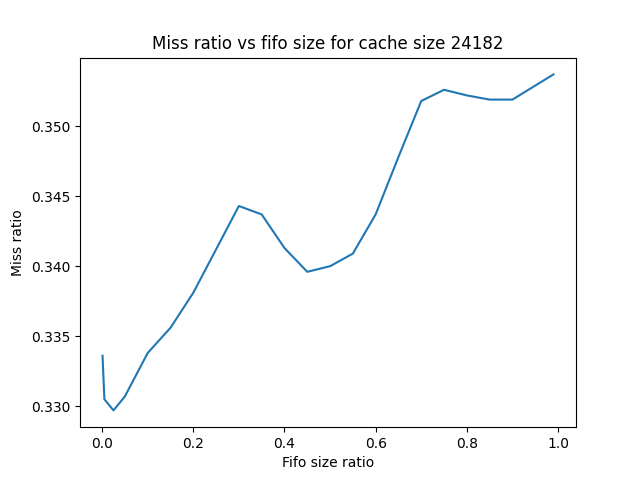 Miss ratio vs fifo size for cache size 24182
Miss ratio
0.350
0.345
0.340
0.335
0.330
0.0 0.2 0.4 0.6 0.8 1.0
Fifo size ratio